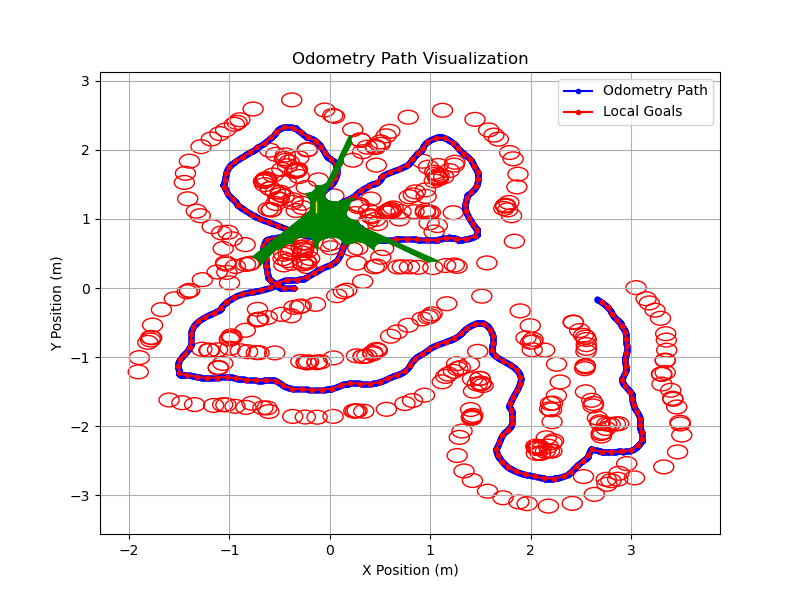 Odometry Path Visualization
Odometry Path
Local Goals
Y Position (m)
3
2
1
0
−1
−2
−3
−2
−1
0
1
2
3
X Position (m)